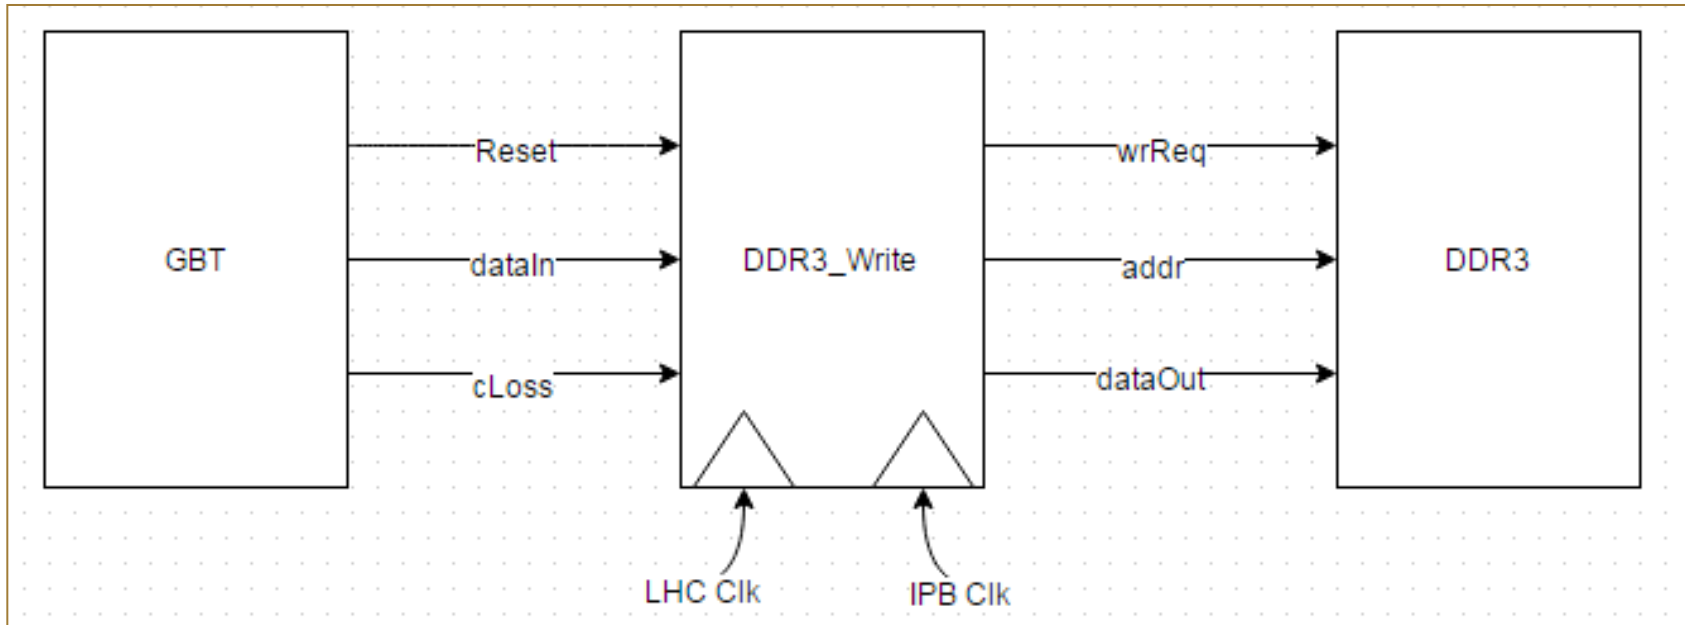 Reset
wrReq
GBT
dataIn
DDR3_Write
addr
DDR3
cLoss
dataOut
LHC Clk
IPB Clk